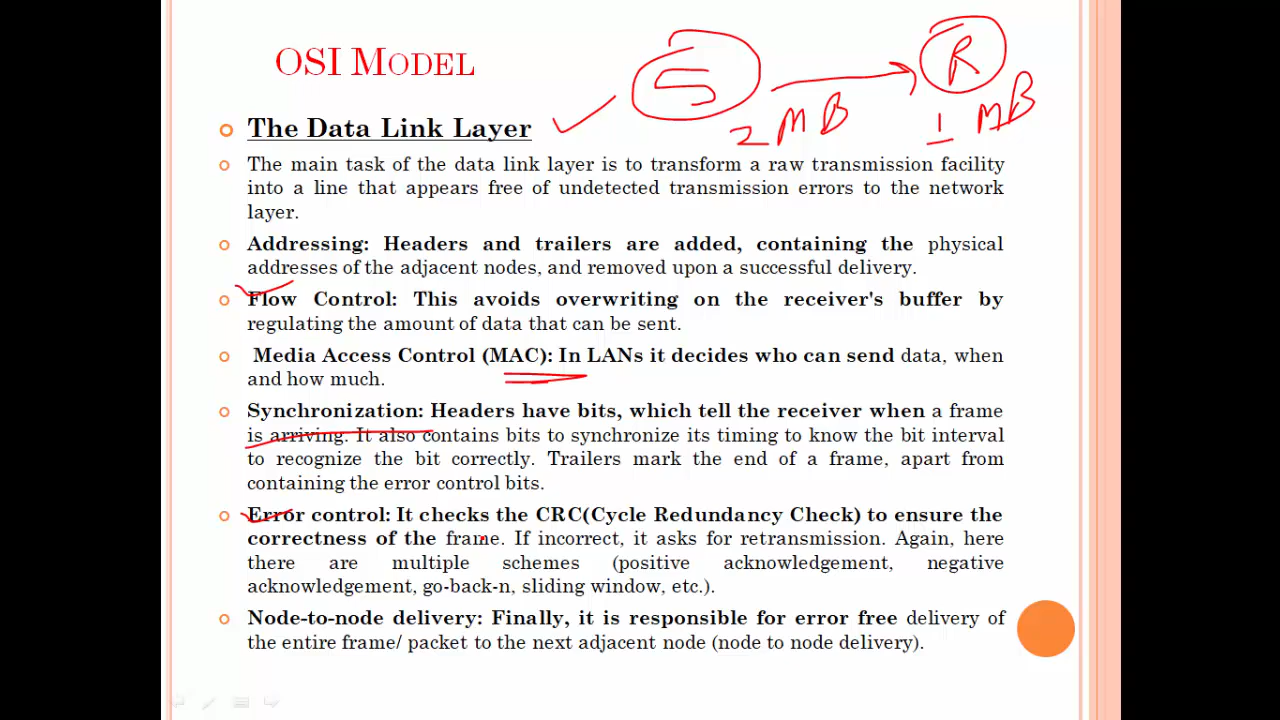 OSI MODEL
S
R
2 MB
1 MB
The Data Link Layer
The main task of the data link layer is to transform a raw transmission facility
into a line that appears free of undetected transmission errors to the network
layer.
Addressing: Headers and trailers are added, containing the physical
addresses of the adjacent nodes, and removed upon a successful delivery.
Flow Control: This avoids overwriting on the receiver's buffer by
regulating the amount of data that can be sent.
Media Access Control (MAC): In LANs it decides who can send data, when
and how much.
Synchronization: Headers have bits, which tell the receiver when a frame
is arriving. It also contains bits to synchronize its timing to know the bit interval
to recognize the bit correctly. Trailers mark the end of a frame, apart from
containing the error control bits.
Error control: It checks the CRC(Cycle Redundancy Check) to ensure the
correctness of the frame. If incorrect, it asks for retransmission. Again, here
there are multiple schemes (positive acknowledgement, negative
acknowledgement, go-back-n, sliding window, etc.).
Node-to-node delivery: Finally, it is responsible for error free delivery of
the entire frame/ packet to the next adjacent node (node to node delivery).